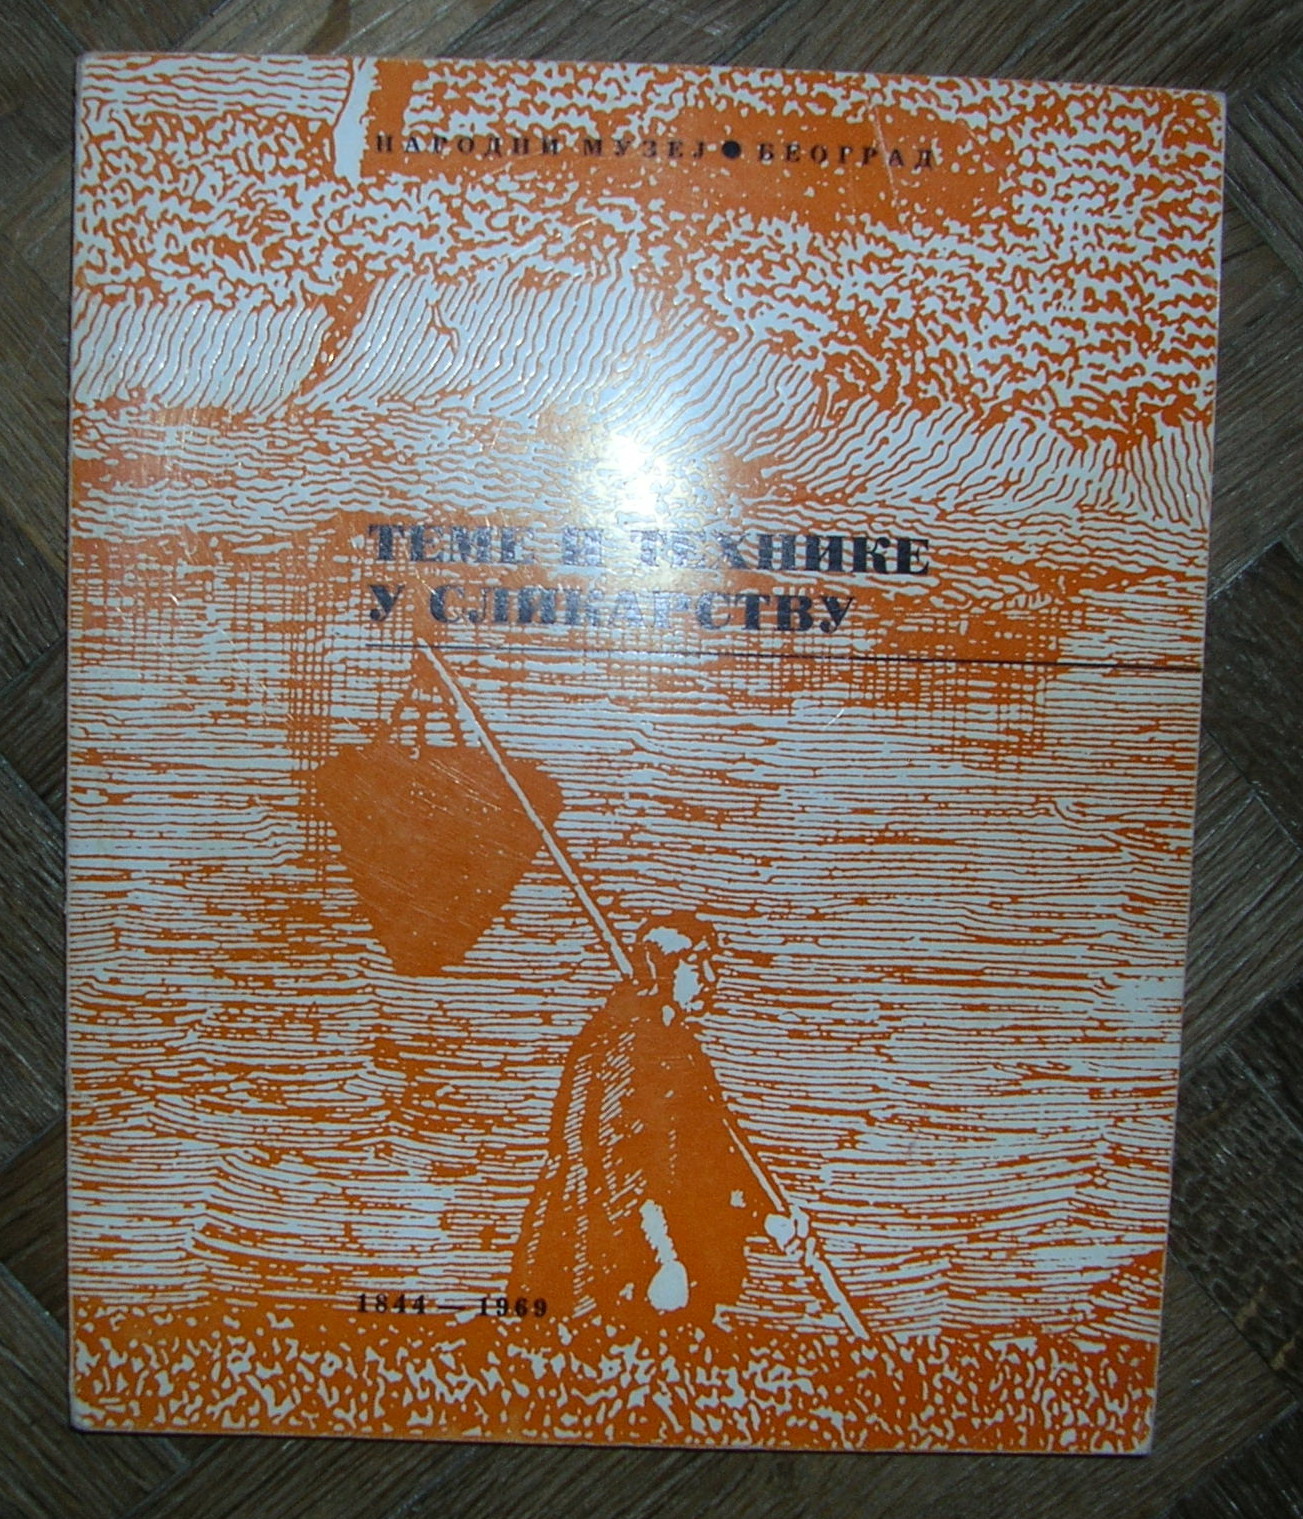 НАРОДНИ МУЗЕЈ ● БЕОГРАД
ТЕМЕ И ТЕХНИКЕ
У СЛИКАРСТВУ
1844 — 1969